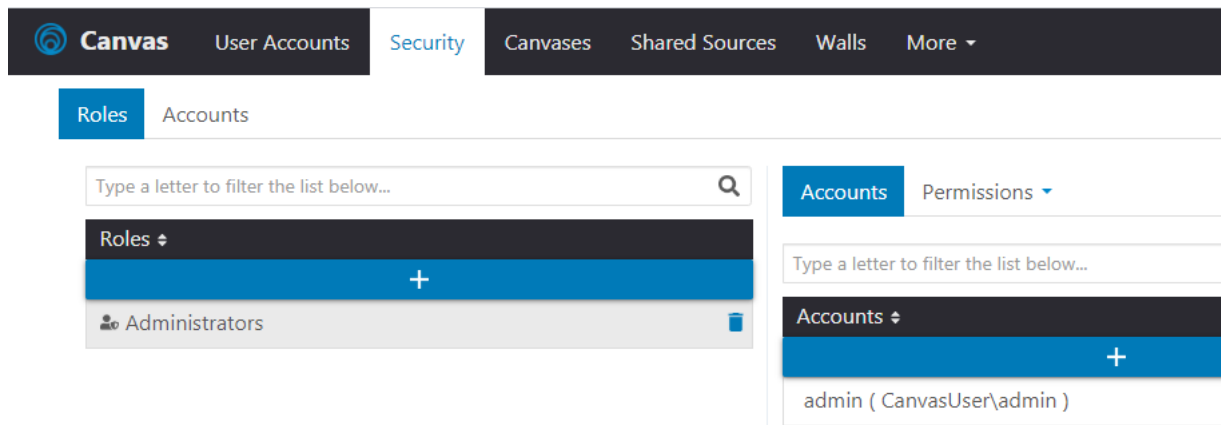 Canvas User Accounts Security Canvases Shared Sources Walls More
Roles Accounts
Type a letter to filter the list below...
Roles
+
Administrators
Accounts Permissions
Type a letter to filter the list below...
Accounts
+
admin ( CanvasUser\admin )